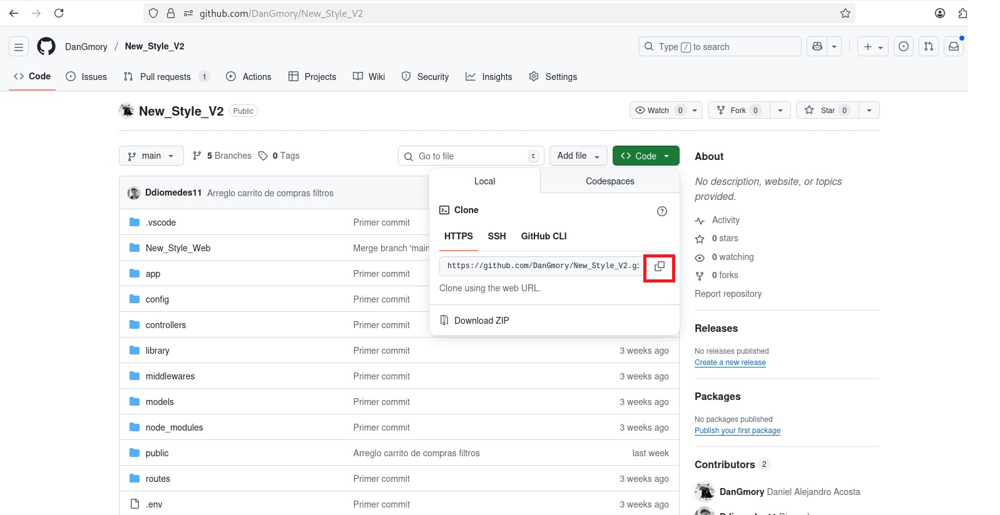 github.com/DanGmory/New_Style_V2
DanGmory / New_Style_V2
Type / to search
Code Issues Pull requests 1 Actions Projects Wiki Security Insights Settings
New_Style_V2 Public
Watch 0 Fork 0 Star 0
main 5 Branches 0 Tags
Go to file t Add file Code
Local Codespaces
Clone
HTTPS SSH GitHub CLI
https://github.com/DanGmory/New_Style_V2.gi
Clone using the web URL.
Download ZIP
Ddiomedes11 Arreglo carrito de compras filtros
.vscode Primer commit
New_Style_Web Merge branch 'main
app Primer commit
config Primer commit
controllers Primer commit
library Primer commit 3 weeks ago
middlewares Primer commit 3 weeks ago
models Primer commit 3 weeks ago
node_modules Primer commit 3 weeks ago
public Arreglo carrito de compras filtros last week
routes Primer commit 3 weeks ago
.env Primer commit 3 weeks ago
About
No description, website, or topics
provided.
Activity
0 stars
0 watching
0 forks
Report repository
Releases
No releases published
Create a new release
Packages
No packages published
Publish your first package
Contributors 2
DanGmory Daniel Alejandro Acosta